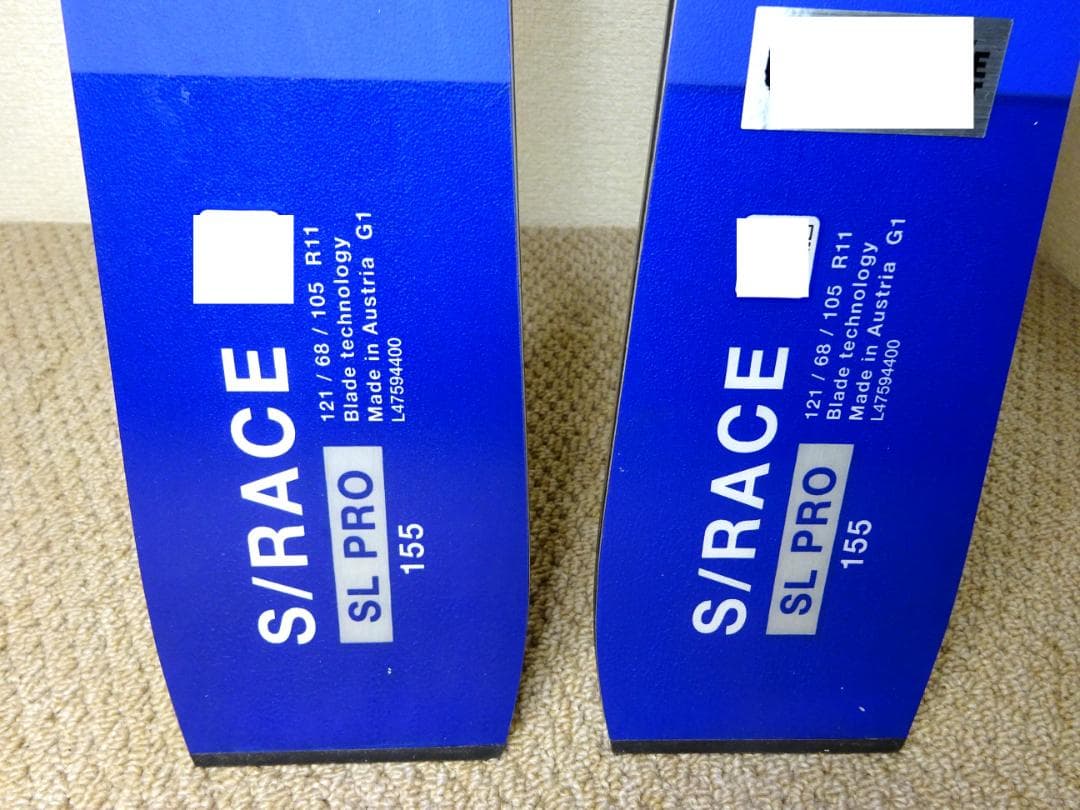 S/RACE
SL PRO
155
121 / 68 / 105 R11
Blade technology
Made in Austria G1
L47594400
S/RACE
SL PRO
155
121 / 68 / 105 R11
Blade technology
Made in Austria G1
L47594400